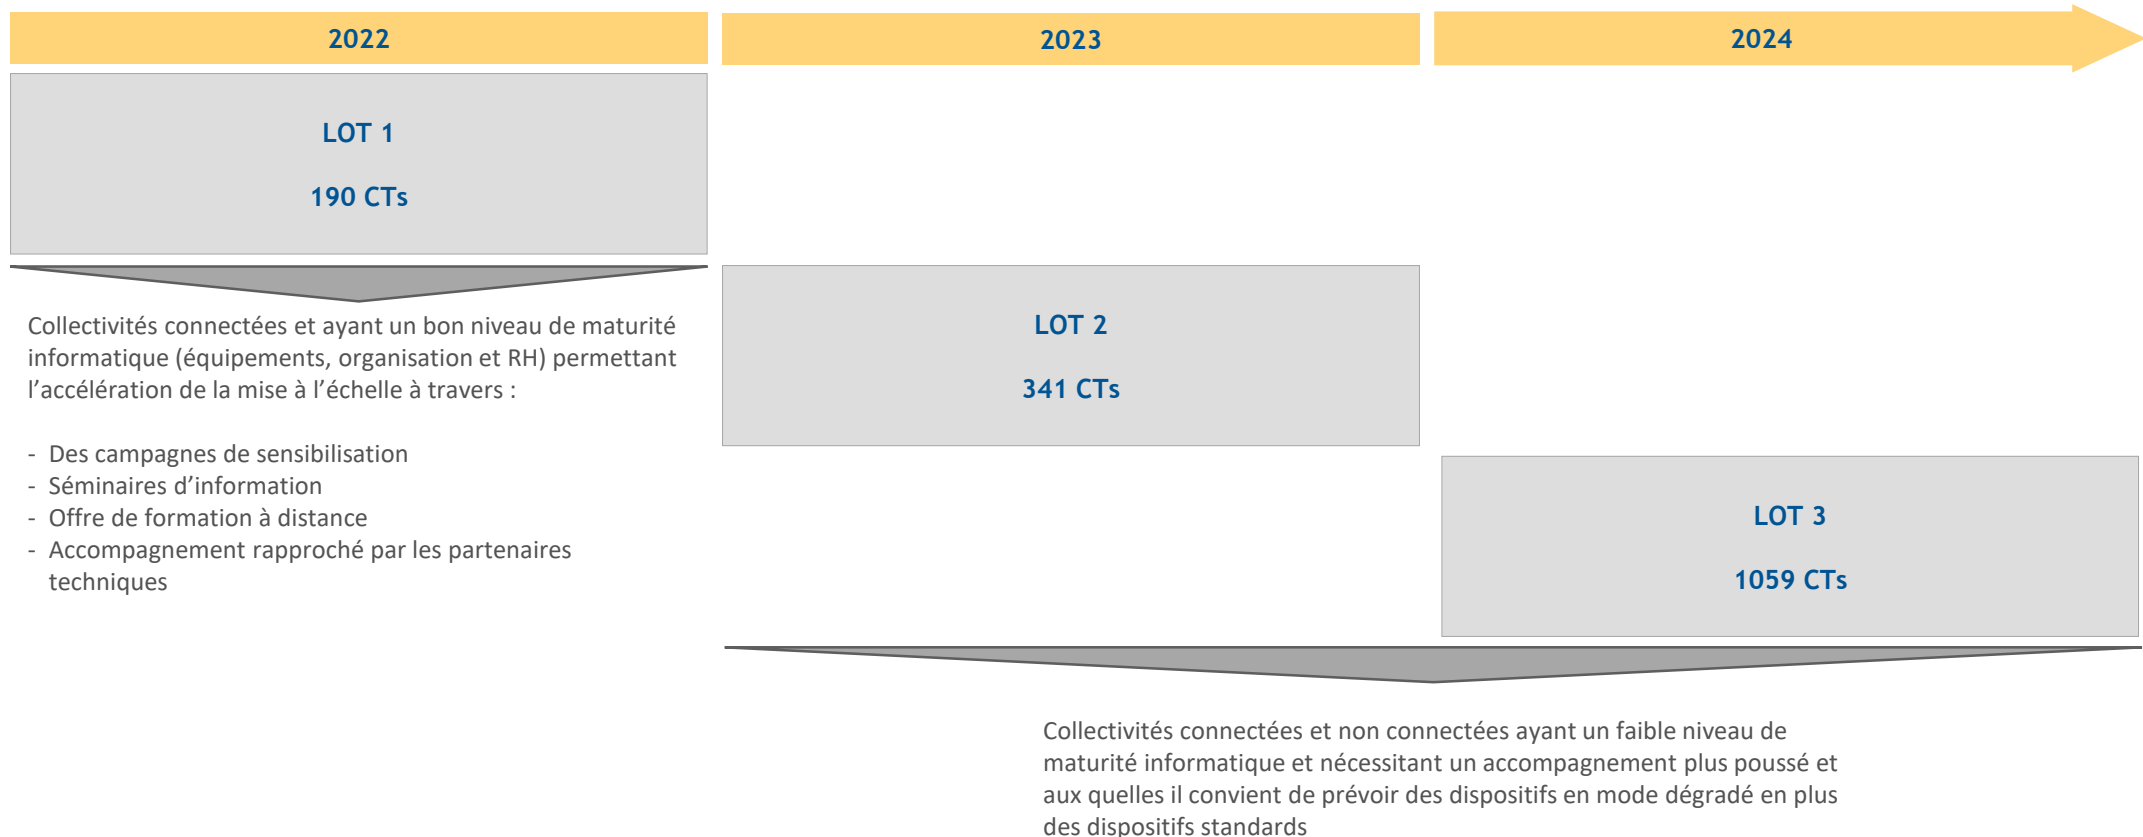 2022
2023
2024
LOT 1
190 CTs
Collectivités connectées et ayant un bon niveau de maturité
informatique (équipements, organisation et RH) permettant
l’accélération de la mise à l’échelle à travers :
- Des campagnes de sensibilisation
- Séminaires d’information
- Offre de formation à distance
- Accompagnement rapproché par les partenaires
techniques
LOT 2
341 CTs
LOT 3
1059 CTs
Collectivités connectées et non connectées ayant un faible niveau de
maturité informatique et nécessitant un accompagnement plus poussé et
aux quelles il convient de prévoir des dispositifs en mode dégradé en plus
des dispositifs standards